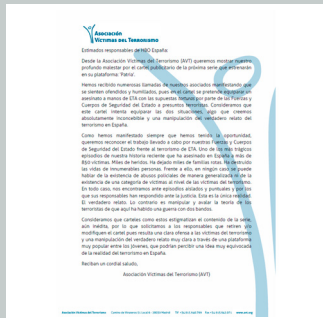 Asociación
Víctimas del Terrorismo
Estimados responsables de HBO España
Desde la Asociación Víctimas del Terrorismo (AVT) queremos mostrar nuestro
profundo malestar por el cartel publicitario de la próxima serie que estrenarán
en su plataforma: 'Patria'.
Hemos recibido numerosas llamadas de nuestros asociados manifestando que
se sienten ofendidos y humillados, pues en el cartel se pretende equiparar un
asesinato a manos de ETA con las supuestas torturas por parte de las Fuerzas y
Cuerpos de Seguridad del Estado a presuntos terroristas. Consideramos que
este cartel intenta equiparar las dos situaciones, algo que creemos
absolutamente inconcebible y una manipulación del verdadero relato del
terrorismo en España.
Como hemos manifestado siempre que hemos tenido la oportunidad,
queremos reconocer el trabajo llevado a cabo por nuestras Fuerzas y Cuerpos
de Seguridad del Estado frente al terrorismo de ETA. Uno de los más trágicos
episodios de nuestra historia reciente que ha asesinado en España a más de
850 víctimas. Miles de heridos. Ha dejado miles de familias rotas. Ha destruido
las vidas de innumerables personas. Frente a ello, en ningún caso se puede
hablar de la existencia de abusos policiales de manera generalizada ni de la
existencia de una categoría de víctimas al nivel de las víctimas del terrorismo.
En todo caso, nos encontramos ante episodios aislados y puntuales y por los
que sus responsables han respondido ante la justicia. Esta es la única realidad.
El verdadero relato. Lo contrario es manipular y avalar la teoría de los
terroristas de que aquí ha habido una guerra con dos bandos.
Consideramos que carteles como estos estigmatizan el contenido de la serie,
aún inédita, por lo que solicitamos a los responsables que retiren y/o
modifiquen el cartel pues resulta una clara ofensa a las víctimas del terrorismo
y una manipulación del verdadero relato muy clara a través de una plataforma
muy popular entre los jóvenes, que podrían percibir una idea muy equivocada
de la realidad del terrorismo en España.
Reciban un cordial saludo,
Asociación Víctimas del Terrorismo (AVT)
Asociación Víctimas del Terrorismo